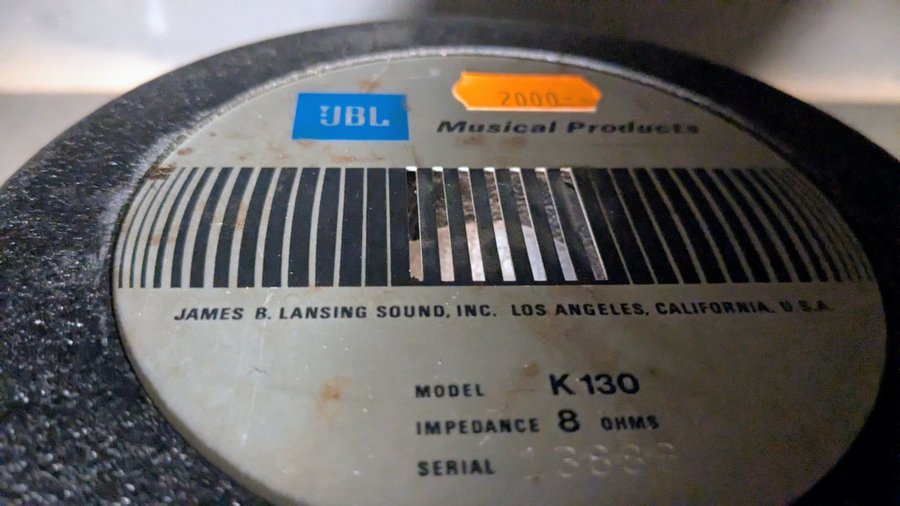 2000.-
JBL
Musical Products
JAMES B. LANSING SOUND, INC. LOS ANGELES, CALIFORNIA, U.S.A.
MODEL K130
IMPEDANCE 8 OHMS
SERIAL